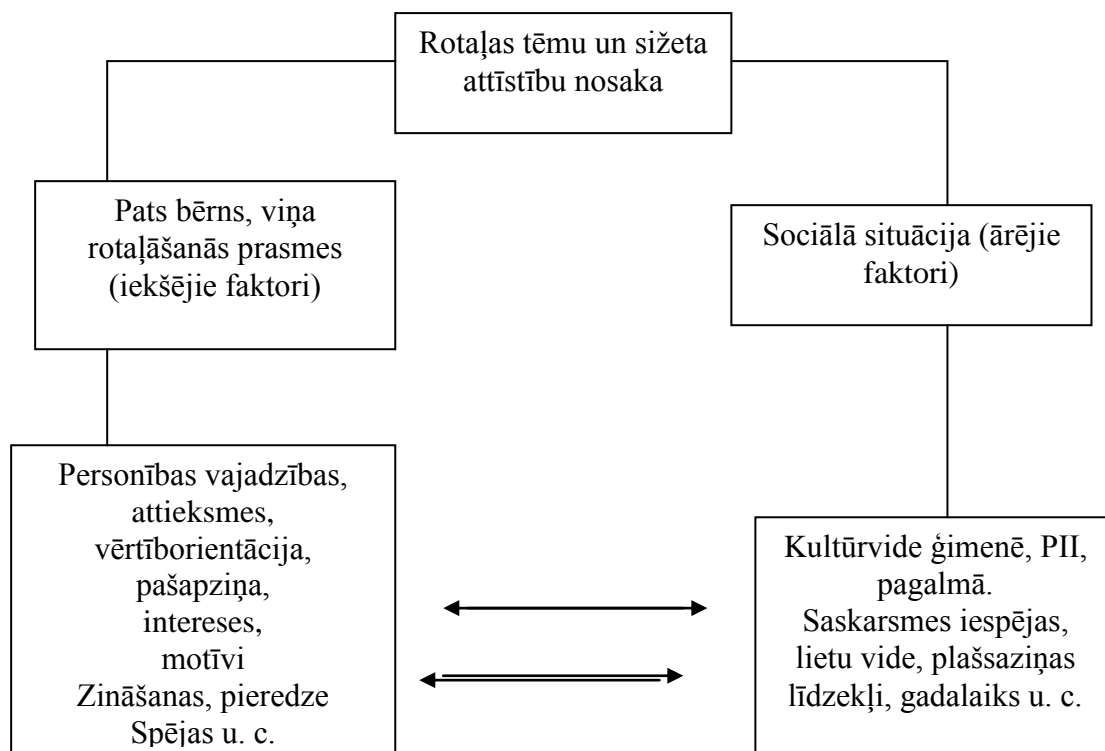 Rotaļas tēmu un sižeta
attīstību nosaka
Pats bērns, viņa
rotaļāšanās prasmes
(iekšējie faktori)
Sociālā situācija (ārējie
faktori)
Personības vajadzības,
attieksmes,
vērtīborientācija,
pašapziņa,
intereses,
motīvi
Zināšanas, pieredze
Spējas u. c.
Kultūrvide ģimenē, PII,
pagalmā.
Saskarsmes iespējas,
lietu vide, plašsaziņas
līdzekļi, gadalaiks u. c.